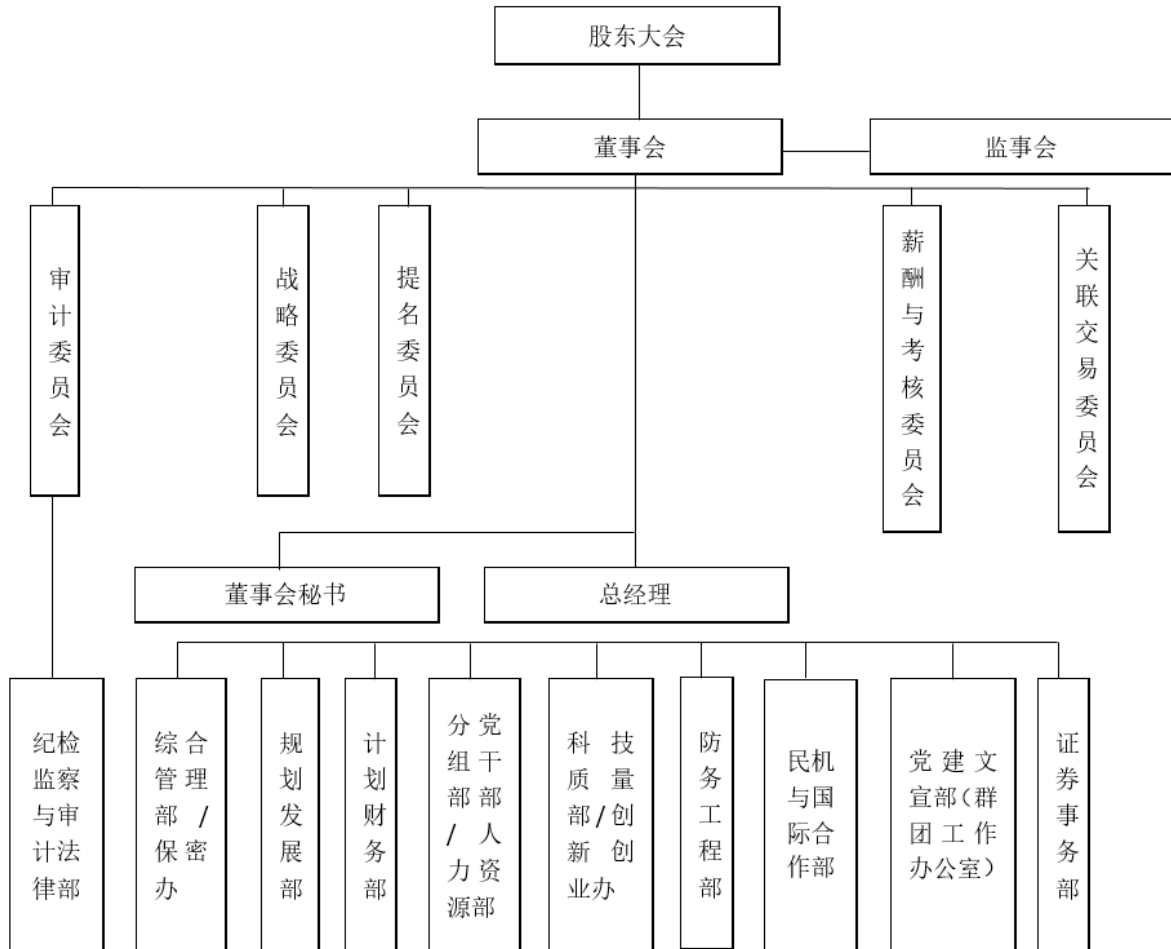 股东大会
董事会
监事会
审计委员会
战略委员会
提名委员会
薪酬与考核委员会
关联交易委员会
董事会秘书
总经理
纪检
监察
与审
计法
律部
综合
管理
部/
保密
办
规划发展部
计划财务部
分党
组干
部部
/人
力资
源部
科技
质量
部/创
新创
业办
防务工程部
民机
与国
际合
作部
党建文
宣部(群
团工作
办公室)
证券事务部